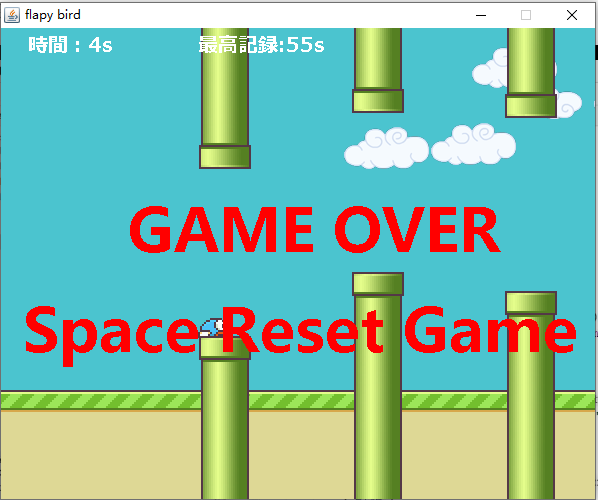 flapy bird
時間：4s 最高記録:55s
GAME OVER
Space Reset Game